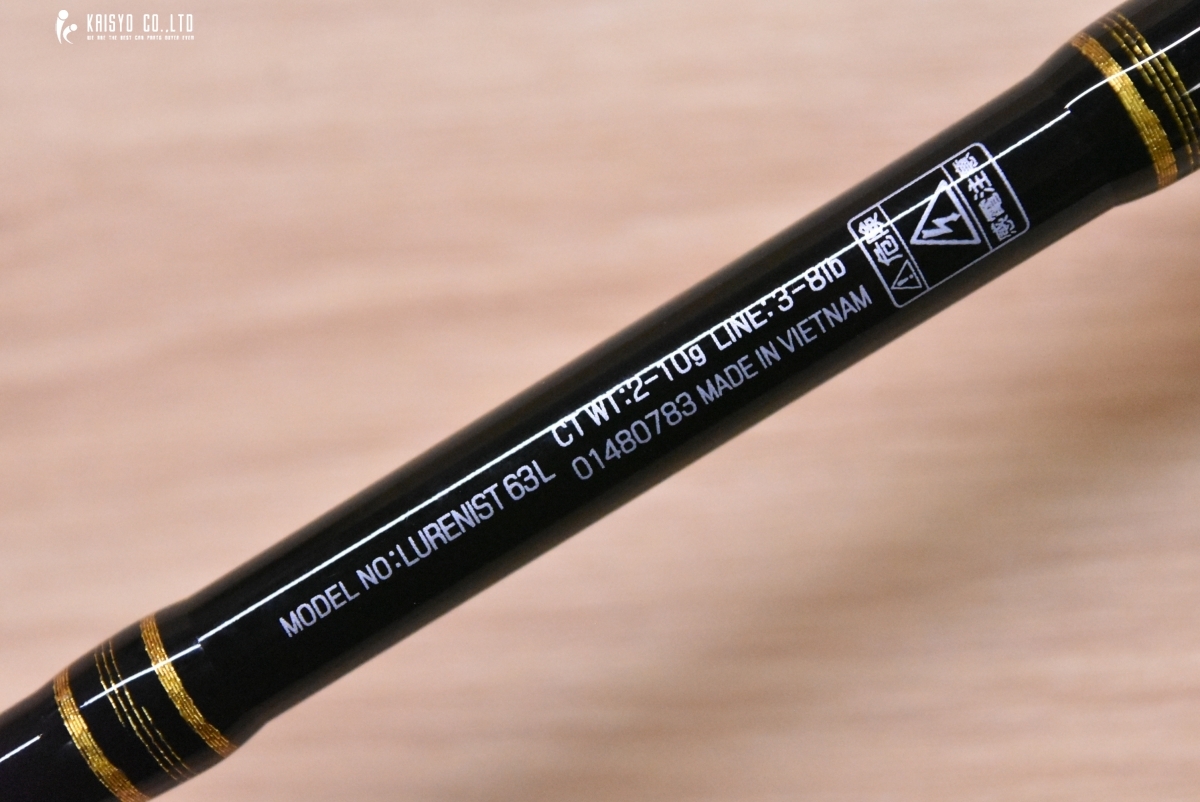 KAISYO CO.,LTD
MODEL NO:LURENIST 63L
CT WT:2-10g LINE:3-8lb
01480783 MADE IN VIETNAM
危険
感電注意